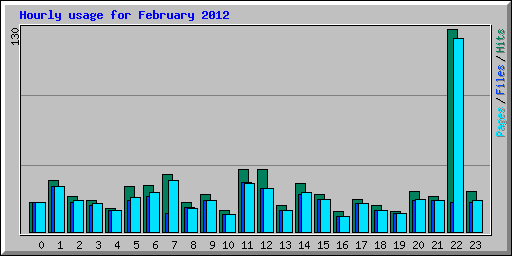 Hourly usage for February 2012
130
Pages / Files / Hits
0 1 2 3 4 5 6 7 8 9 10 11 12 13 14 15 16 17 18 19 20 21 22 23